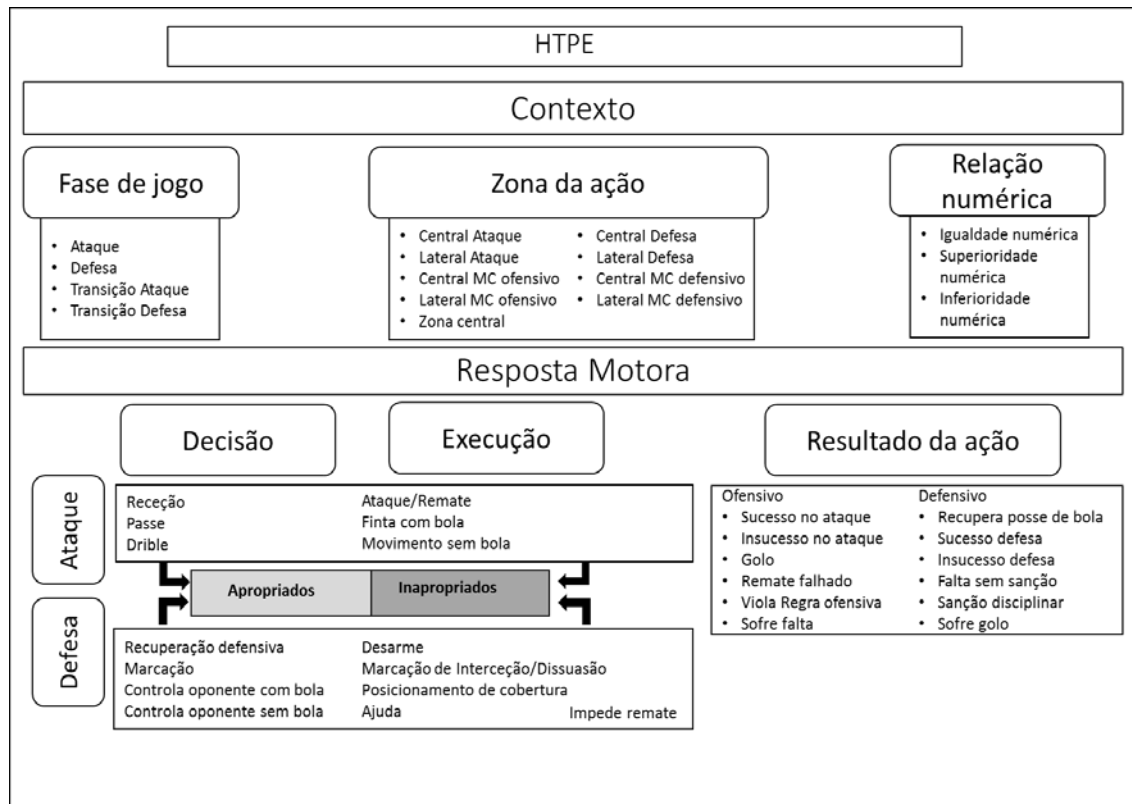 HTPE
Contexto
Fase de jogo
• Ataque
• Defesa
• Transição Ataque
• Transição Defesa
Zona da ação
• Central Ataque
• Lateral Ataque
• Central MC ofensivo
• Lateral MC ofensivo
• Zona central
• Central Defesa
• Lateral Defesa
• Central MC defensivo
• Lateral MC defensivo
Relação
numérica
• Igualdade numérica
• Superioridade
numérica
• Inferioridade
numérica
Resposta Motora
Decisão
Execução
Resultado da ação
Ataque
Receção
Passe
Drible
Ataque/Remate
Finta com bola
Movimento sem bola
Apropriados
Inapropriados
Defesa
Recuperação defensiva
Marcação
Controla oponente com bola
Controla oponente sem bola
Desarme
Marcação de Interceção/Dissuasão
Posicionamento de cobertura
Ajuda
Impede remate
Ofensivo
• Sucesso no ataque
• Insucesso no ataque
• Golo
• Remate falhado
• Viola Regra ofensiva
• Sofre falta
Defensivo
• Recupera posse de bola
• Sucesso defesa
• Insucesso defesa
• Falta sem sanção
• Sanção disciplinar
• Sofre golo